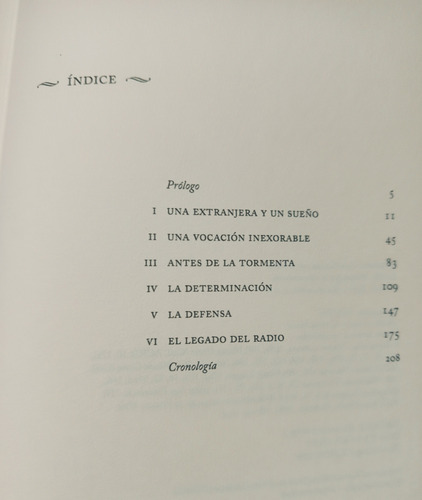 ÍNDICE
Prólogo 5
I UNA EXTRANJERA Y UN SUEÑO 11
II UNA VOCACIÓN INEXORABLE 45
III ANTES DE LA TORMENTA 83
IV LA DETERMINACIÓN 109
V LA DEFENSA 147
VI EL LEGADO DEL RADIO 175
Cronología 208